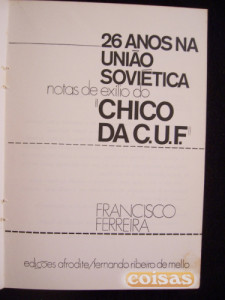 26 ANOS NA
UNIÃO
SOVIÉTICA
notas de exílio do
"CHICO
DA C.U.F."
FRANCISCO
FERREIRA
edições afrodite/fernando ribeiro de mello
coisas